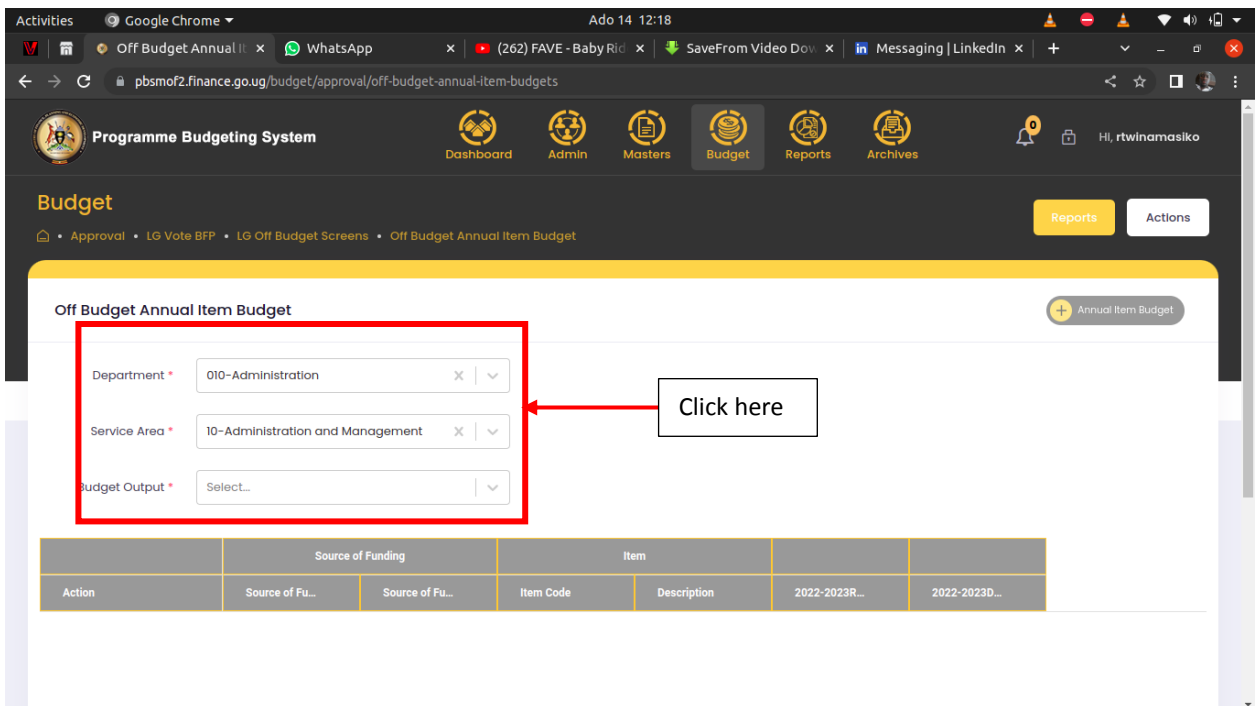 Activities Google Chrome Ado 14 12:18
Off Budget Annual It WhatsApp (262) FAVE - Baby Rid SaveFrom Video Dow Messaging | LinkedIn
pbsmof2.finance.go.ug/budget/approval/off-budget-annual-item-budgets
Programme Budgeting System
Dashboard Admin Masters Budget Reports Archives
0
Hi, rtwinamasiko
Budget
Reports Actions
Approval • LG Vote BFP • LG Off Budget Screens • Off Budget Annual Item Budget
Off Budget Annual Item Budget
+ Annual Item Budget
Department * 010-Administration
Click here
Service Area * 10-Administration and Management
Budget Output * Select...
Source of Funding Item
Action Source of Fu... Source of Fu... Item Code Description 2022-2023R... 2022-2023D...